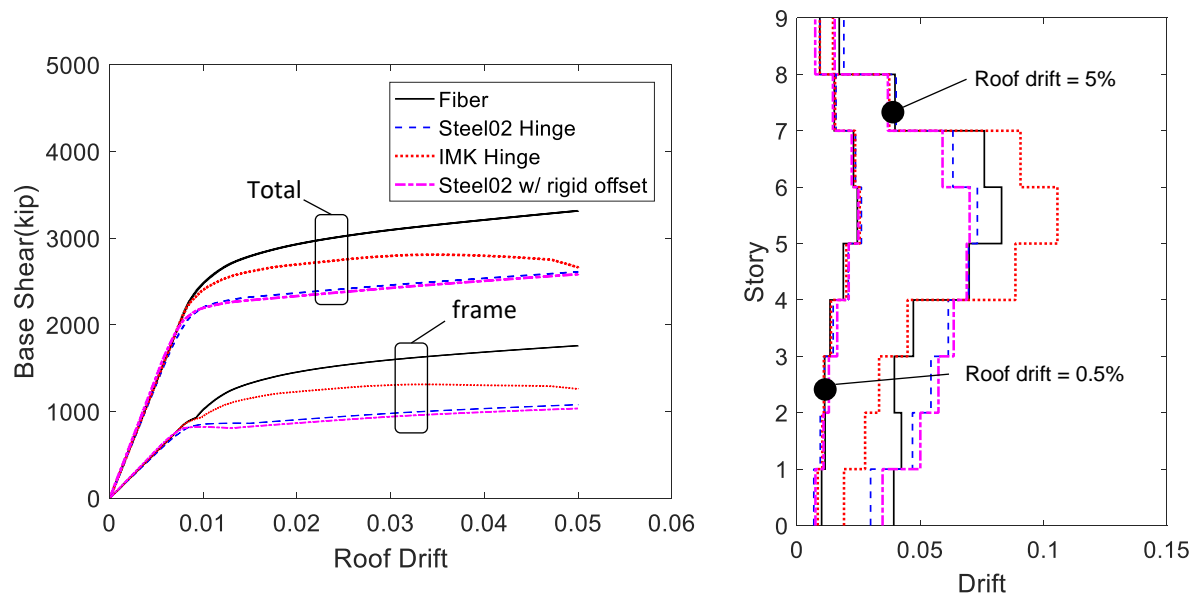 5000
4000
3000
2000
1000
0
Base Shear(kip)
Fiber
Steel02 Hinge
IMK Hinge
Steel02 w/ rigid offset
Total
frame
0 0.01 0.02 0.03 0.04 0.05 0.06
Roof Drift
9
8
7
6
5
4
3
2
1
0
Story
Roof drift = 5%
Roof drift = 0.5%
0 0.05 0.1 0.15
Drift